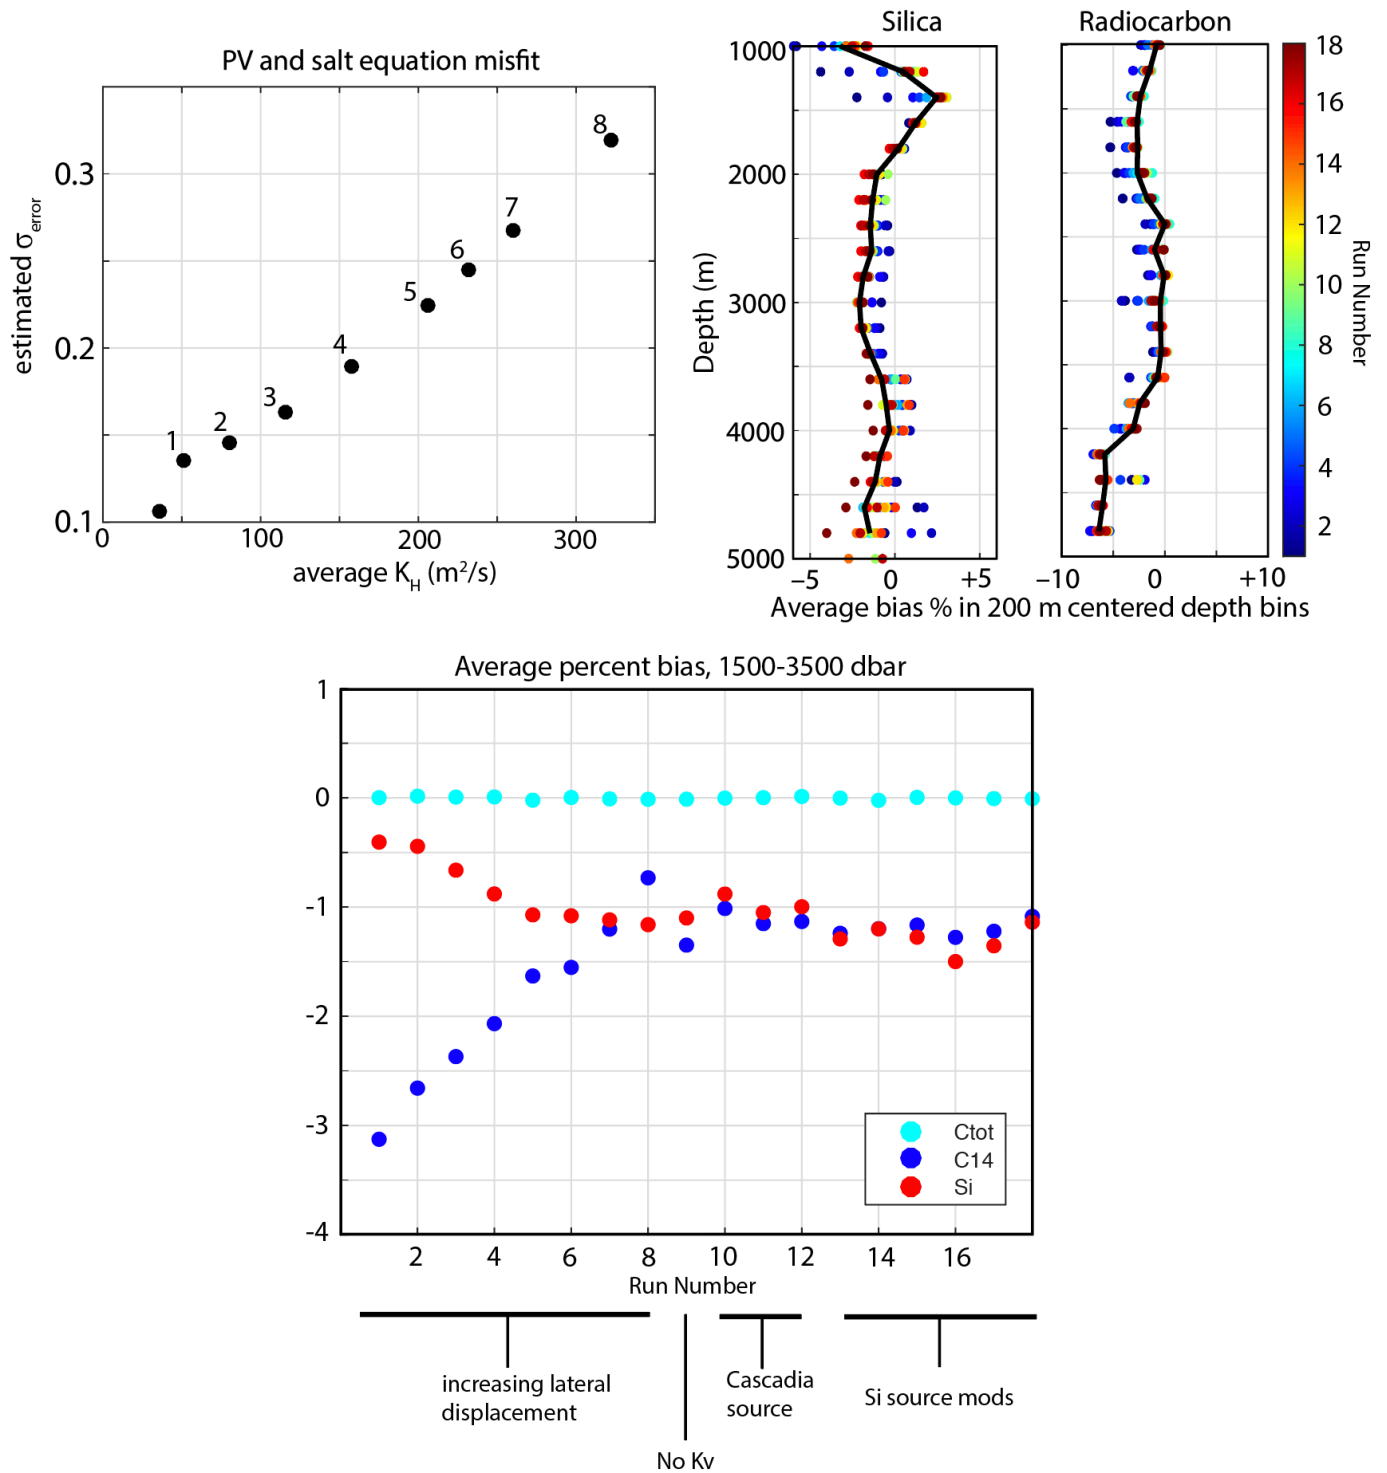 PV and salt equation misfit
estimated σerror
0.3
0.2
0.1
1
2
3
4
5
6
7
8
0
100
200
300
average KH (m²/s)
Silica
Radiocarbon
Depth (m)
1000
2000
3000
4000
5000
−5
0
+5
−10
0
+10
Average bias % in 200 m centered depth bins
18
16
14
12
10
8
6
4
2
Run Number
Average percent bias, 1500-3500 dbar
1
0
-1
-2
-3
-4
Ctot
C14
Si
2
4
6
8
10
12
14
16
Run Number
increasing lateral
displacement
No Kv
Cascadia
source
Si source mods